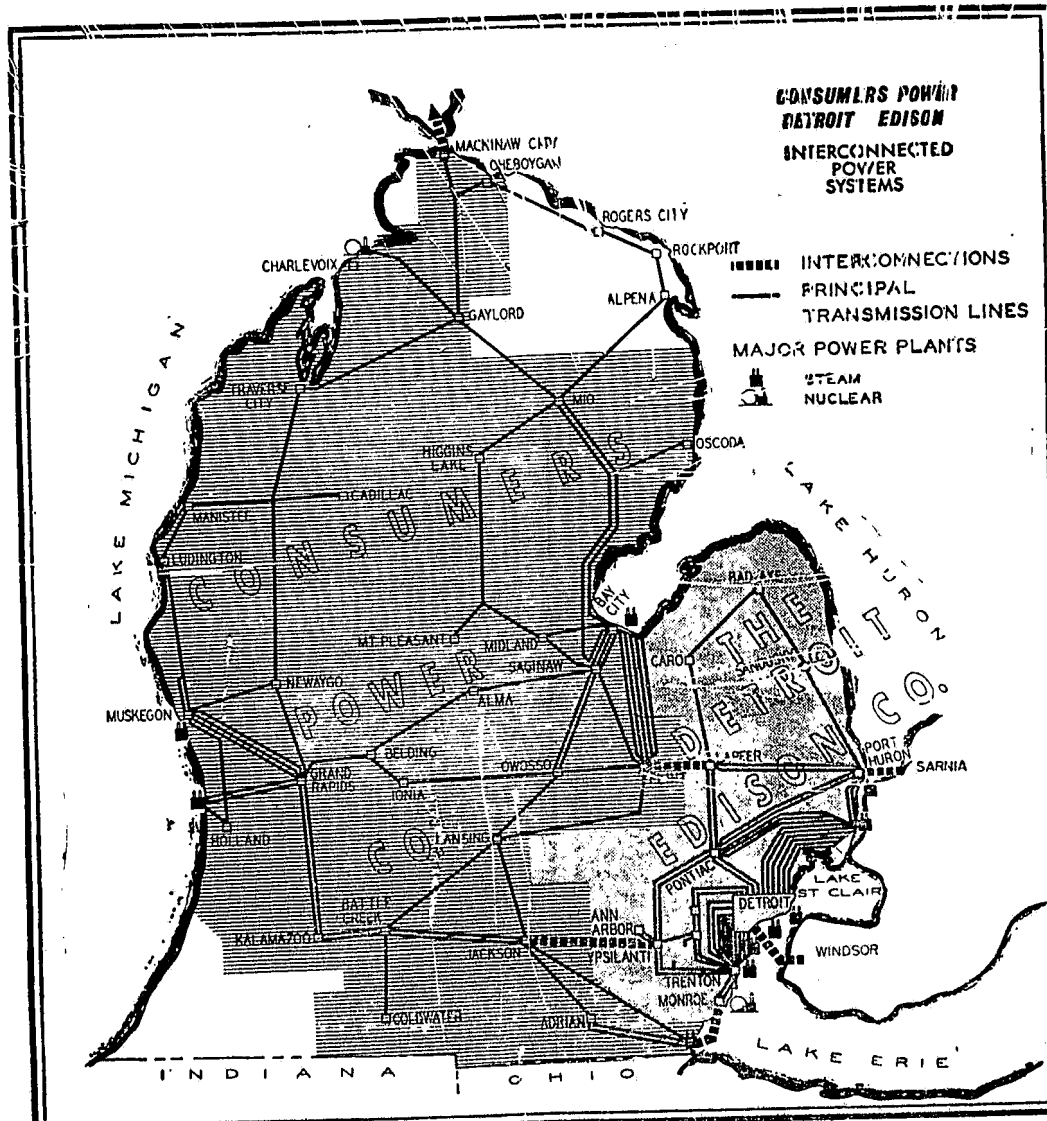 CONSUMERS POWER
DETROIT EDISON
INTERCONNECTED
POWER
SYSTEMS
INTERCONNECTIONS
PRINCIPAL
TRANSMISSION LINES
MAJOR POWER PLANTS
STEAM
NUCLEAR
MACKINAW CITY
CHEBOYGAN
ROGERS CITY
ROCKPORT
CHARLEVOIX
ALPENA
GAYLORD
LAKE MICHIGAN
TRAVERSE
CITY
MIO
HIGGINS
LAKE
OSCODA
CADILLAC
MANISTEE
LUDINGTON
CONSUMERS
POWER
CO.
LAKE HURON
BAY
CITY
BAD AXE
MT. PLEASANT
MIDLAND
SAGINAW
CARO
THE
DETROIT
EDISON CO.
NEWAYGO
ALMA
MUSKEGON
BELDING
GRAND
RAPIDS
IONIA
OWOSSO
LAPEER
PORT
HURON
SARNIA
HOLLAND
LANSING
PONTIAC
LAKE
ST CLAIR
DETROIT
BATTLE
CREEK
KALAMAZOO
JACKSON
ANN
ARBOR
YPSILANTI
WINDSOR
TRENTON
MONROE
COLDWATER
ADRIAN
LAKE ERIE
INDIANA
OHIO